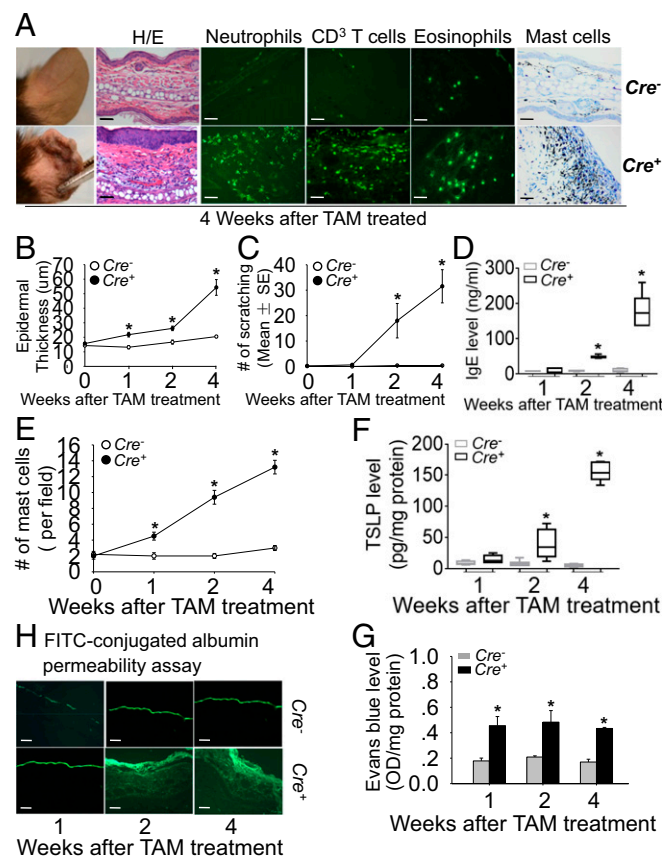 A
H/E
Neutrophils
CD3 T cells
Eosinophils
Mast cells
Cre-
Cre+
4 Weeks after TAM treated
B
Epidermal
Thickness (um)
70
60
50
40
30
20
10
0
Cre-
Cre+
*
*
*
0 1 2 4
Weeks after TAM treatment
C
# of scratching
(Mean ± SE)
40
30
20
10
0
Cre-
Cre+
*
*
0 1 2 4
Weeks after TAM treatment
D
IgE level (ng/ml)
300
200
100
0
Cre-
Cre+
*
*
1 2 4
Weeks after TAM treatment
E
# of mast cells
( per field)
16
14
12
10
8
6
4
2
0
Cre-
Cre+
*
*
*
0 1 2 4
Weeks after TAM treatment
F
TSLP level
(pg/mg protein)
200
150
100
50
0
Cre-
Cre+
*
*
1 2 4
Weeks after TAM treatment
H FITC-conjugated albumin
permeability assay
Cre-
Cre+
1 2 4
Weeks after TAM treatment
G
Evans blue level
(OD/mg protein)
1.0
.8
.6
.4
.2
0
Cre-
Cre+
*
*
*
1 2 4
Weeks after TAM treatment